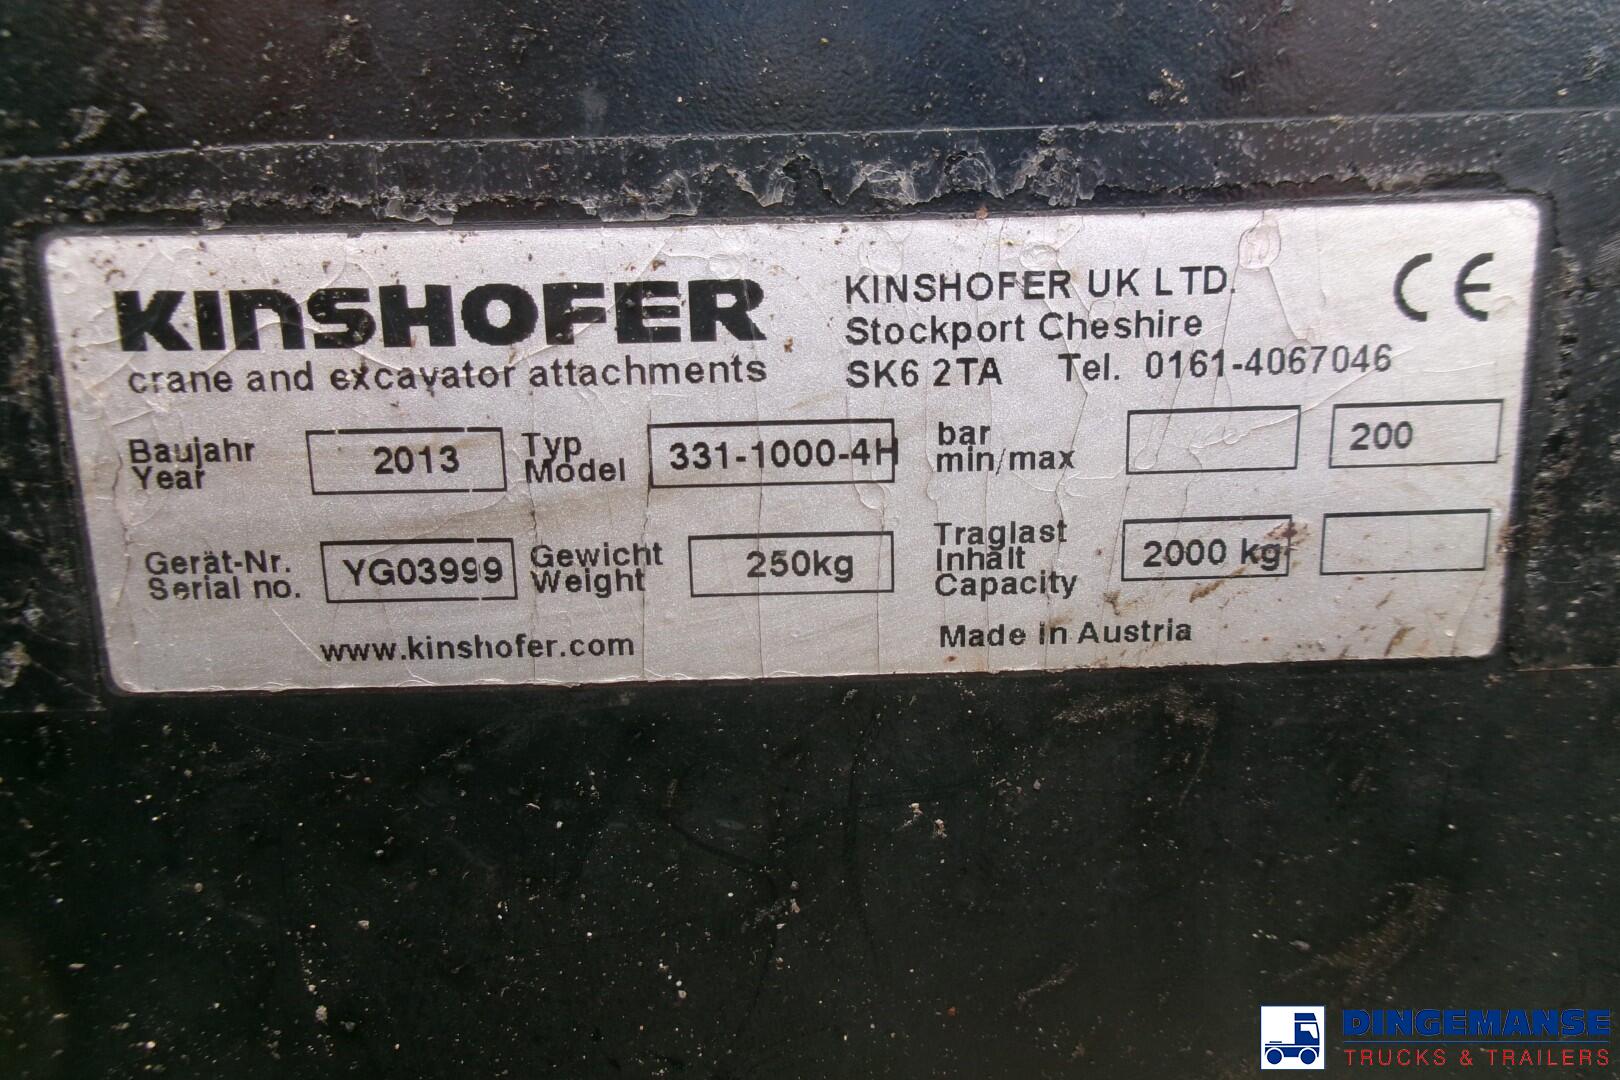 KINSHOFER
crane and excavator attachments
KINSHOFER UK LTD.
Stockport Cheshire
SK6 2TA Tel. 0161-4067046
CE
Baujahr
Year
2013
Typ
Model
331-1000-4H
bar
min/max
200
Gerät-Nr.
Serial no.
YG03999
Gewicht
Weight
250kg
Traglast
Inhalt
Capacity
2000 kg
www.kinshofer.com
Made in Austria
DINGEMANSE
TRUCKS & TRAILERS